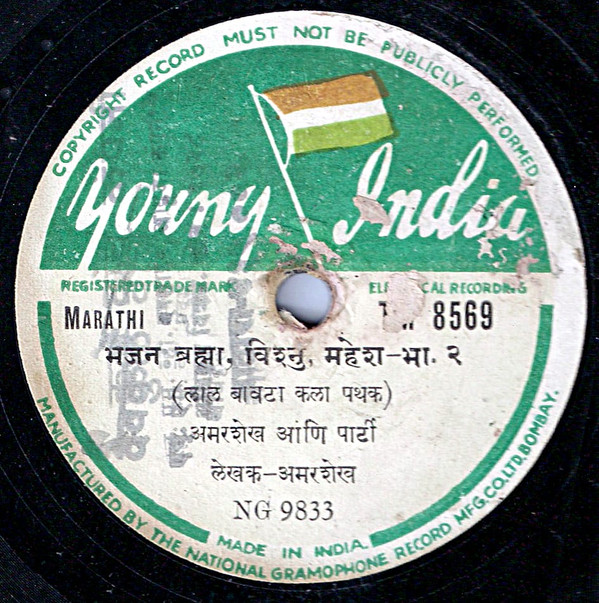 COPYRIGHT RECORD MUST NOT BE PUBLICLY PERFORMED
Young India
REGISTERED TRADE MARK
RECORDING
MARATHI
8569
भजन ब्रह्मा, विश्नु, महेश-भा. २
(लाल बावटा कला पथक)
अमरशेख आणि पार्टी
लेखक-अमरशेख
NG 9833
MADE IN INDIA.
MANUFACTURED BY THE NATIONAL GRAMOPHONE RECORD MFG.CO.LTD.BOMBAY.